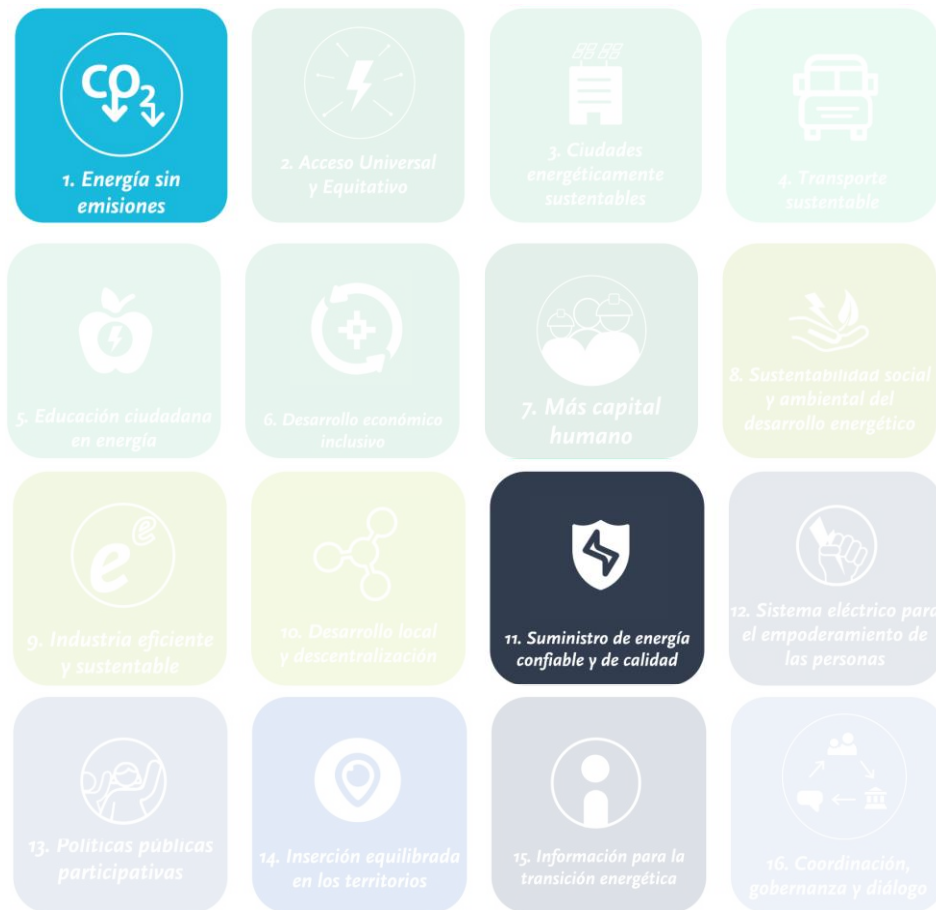 CO2
1. Energía sin
emisiones
2. Acceso Universal
y Equitativo
3. Ciudades
energéticamente
sustentables
4. Transporte
sustentable
5. Educación ciudadana
en energía
6. Desarrollo económico
inclusivo
7. Más capital
humano
8. Sustentabilidad social
y ambiental del
desarrollo energético
e e
9. Industria eficiente
y sustentable
10. Desarrollo local
y descentralización
11. Suministro de energía
confiable y de calidad
12. Sistema eléctrico para
el empoderamiento de
las personas
13. Políticas públicas
participativas
14. Inserción equilibrada
en los territorios
15. Información para la
transición energética
16. Coordinación,
gobernanza y diálogo